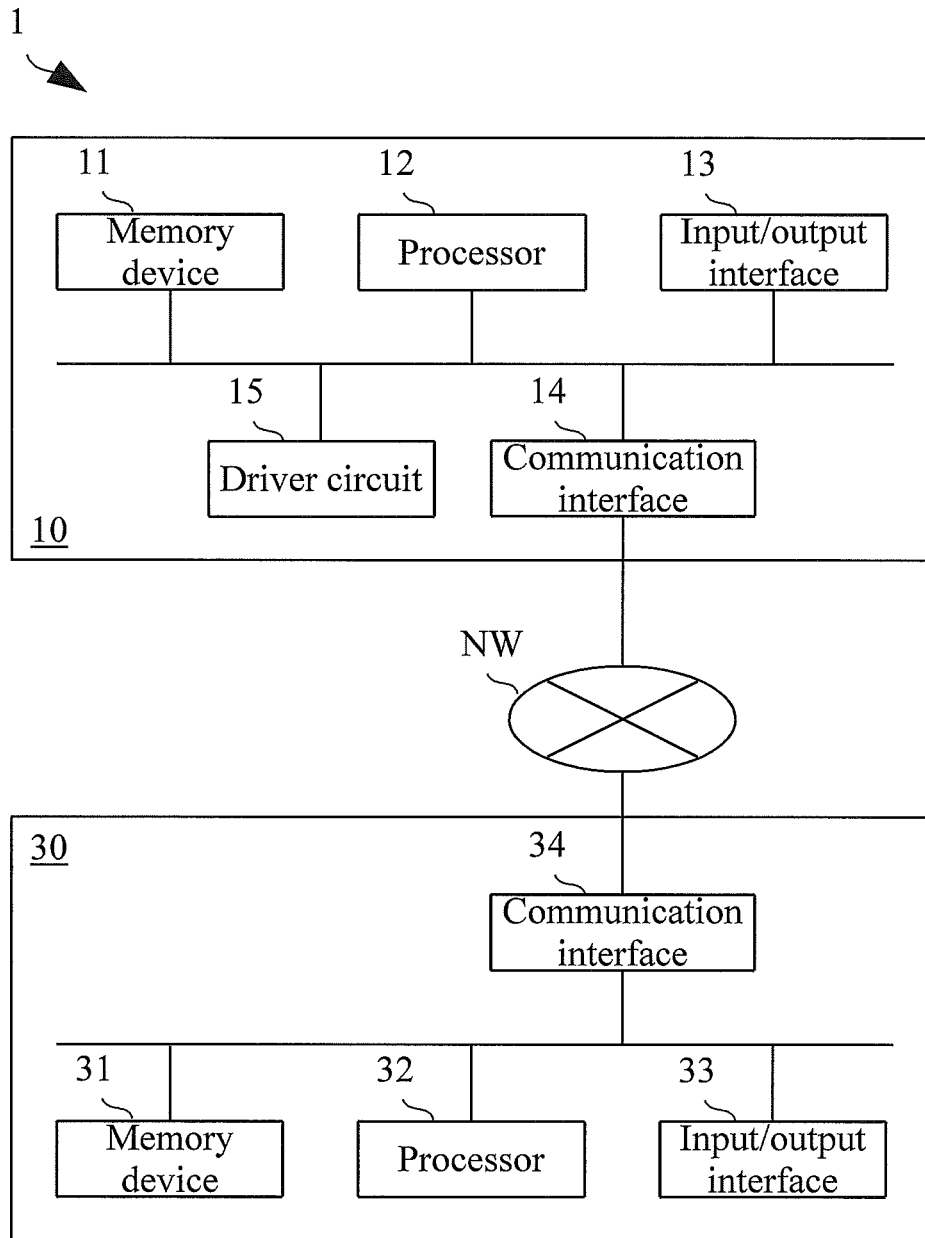 1
11
12
13
Memory
device
Processor
Input/output
interface
15
14
Driver circuit
Communication
interface
10
NW
30
34
Communication
interface
31
32
33
Memory
device
Processor
Input/output
interface